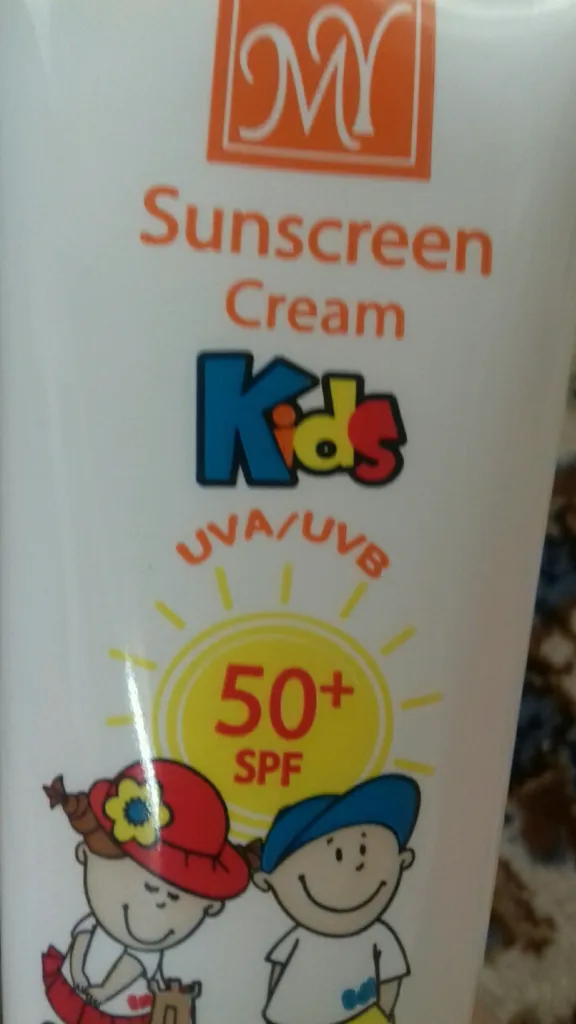 MY
Sunscreen
Cream
Kids
UVA/UVB
50+
SPF